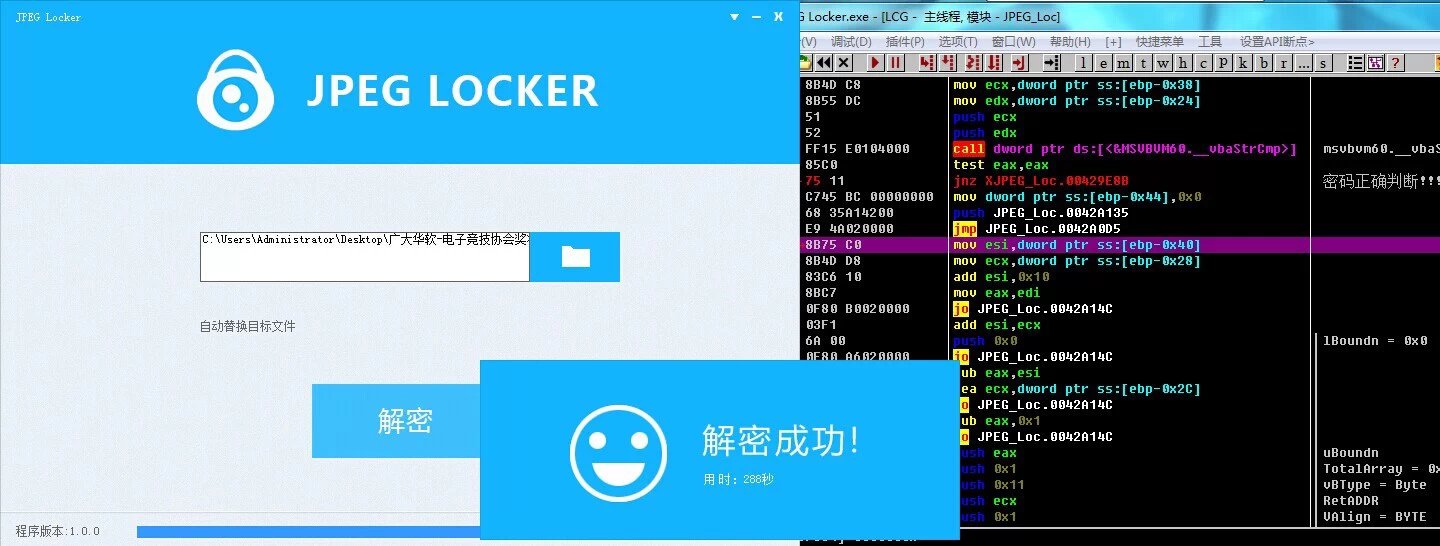 JPEG Locker
JPEG LOCKER
C:\Users\Administrator\Desktop\广大华软-电子竞技协会奖
自动替换目标文件
解密
解密成功!
用时: 288秒
程序版本:1.0.0
G Locker.exe - [LCG - 主线程, 模块 - JPEG_Loc]
(V) 调试(D) 插件(P) 选项(T) 窗口(W) 帮助(H) [+] 快捷菜单 工具 设置API断点>
l e m t w h c p k b r ... s ?
8B4D C8 mov ecx,dword ptr ss:[ebp-0x38]
8B55 DC mov edx,dword ptr ss:[ebp-0x24]
51 push ecx
52 push edx
FF15 E0104000 call dword ptr ds:[<&MSVBVM60.__vbaStrCmp>] msvbvm60.__vbaS
85C0 test eax,eax
75 11 jnz XJPEG_Loc.00429E8B 密码正确判断!!!
C745 BC 00000000 mov dword ptr ss:[ebp-0x44],0x0
68 35A14200 push JPEG_Loc.0042A135
E9 4A020000 jmp JPEG_Loc.0042A0D5
8B75 C0 mov esi,dword ptr ss:[ebp-0x40]
8B4D D8 mov ecx,dword ptr ss:[ebp-0x28]
83C6 10 add esi,0x10
8BC7 mov eax,edi
0F80 B0020000 jo JPEG_Loc.0042A14C
03F1 add esi,ecx
6A 00 push 0x0 lBoundn = 0x0
0F80 A6020000 jo JPEG_Loc.0042A14C
ub eax,esi
ea ecx,dword ptr ss:[ebp-0x2C]
o JPEG_Loc.0042A14C
ub eax,0x1
o JPEG_Loc.0042A14C
ush eax uBoundn
ush 0x1 TotalArray = 0x
ush 0x11 vBType = Byte
ush ecx RetADDR
ush 0x1 VAlign = BYTE